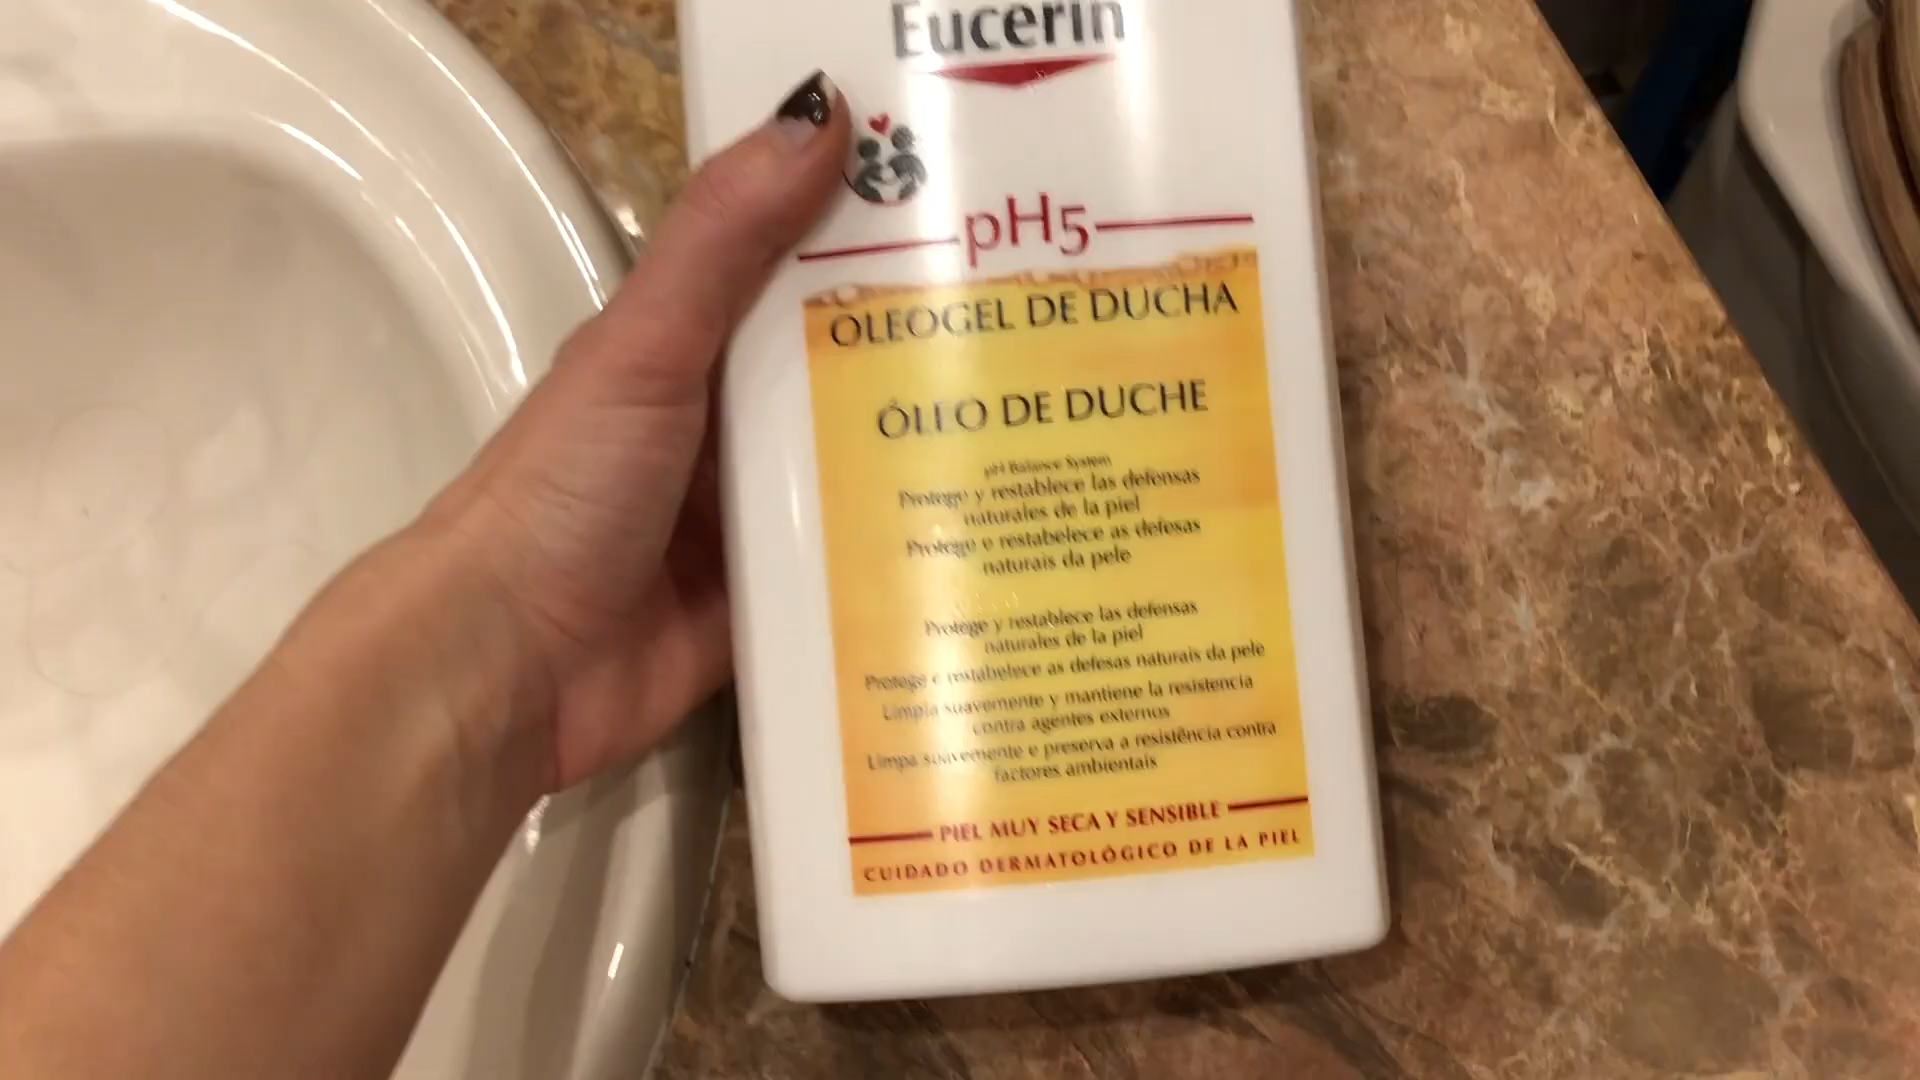 Eucerin
pH5
OLEOGEL DE DUCHA
ÓLEO DE DUCHE
pH Balance System
Protege y restablece las defensas
naturales de la piel
Protege e restabelece as defesas
naturais da pele
Protege y restablece las defensas
naturales de la piel
Protege e restabelece as defesas naturais da pele
Limpia suavemente y mantiene la resistencia
contra agentes externos
Limpa suavemente e preserva a resistência contra
factores ambientais
PIEL MUY SECA Y SENSIBLE
CUIDADO DERMATOLÓGICO DE LA PIEL